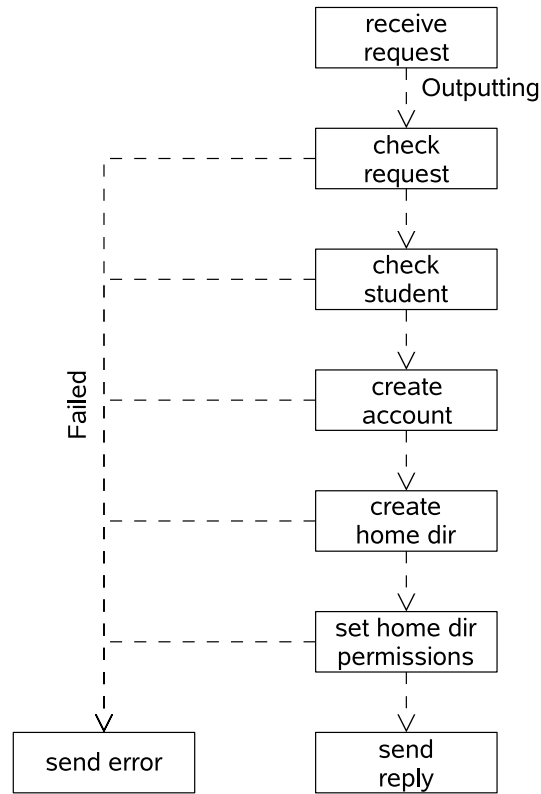 receive
request
Outputting
check
request
check
student
Failed
create
account
create
home dir
set home dir
permissions
send error
send
reply